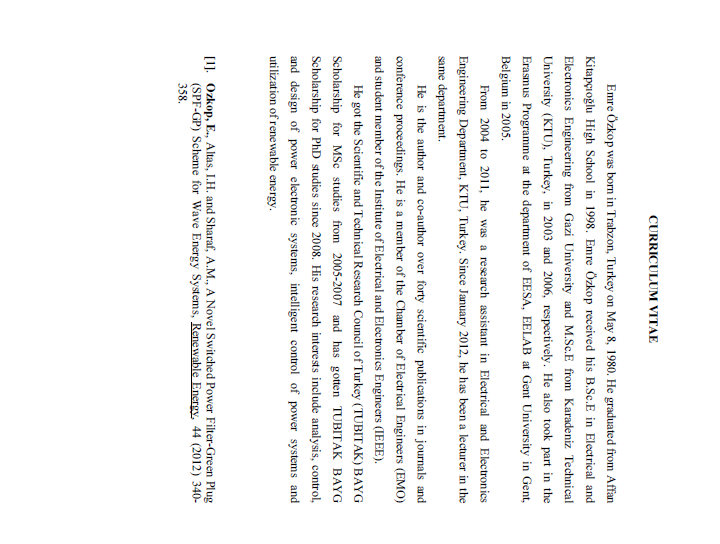 CURRICULUM VITAE
Emre Özkop was born in Trabzon, Turkey on May 8, 1980. He graduated from Affan
Kitapçıoğlu High School in 1998. Emre Özkop received his B.Sc.E in Electrical and
Electronics Engineering from Gazi University and M.Sc.E from Karadeniz Technical
University (KTU), Turkey, in 2003 and 2006, respectively. He also took part in the
Erasmus Programme at the department of EESA, EELAB at Gent University in Gent,
Belgium in 2005.
From 2004 to 2011, he was a research assistant in Electrical and Electronics
Engineering Department, KTU, Turkey. Since January 2012, he has been a lecturer in the
same department.
He is the author and co-author over forty scientific publications in journals and
conference proceedings. He is a member of the Chamber of Electrical Engineers (EMO)
and student member of the Institute of Electrical and Electronics Engineers (IEEE).
He got the Scientific and Technical Research Council of Turkey (TUBITAK) BAYG
Scholarship for MSc studies from 2005-2007 and has gotten TUBITAK BAYG
Scholarship for PhD studies since 2008. His research interests include analysis, control,
and design of power electronic systems, intelligent control of power systems and
utilization of renewable energy.
[1]. Ozkop, E., Altas, I.H. and Sharaf, A.M., A Novel Switched Power Filter-Green Plug
(SPF-GP) Scheme for Wave Energy Systems, Renewable Energy, 44 (2012) 340-
358.